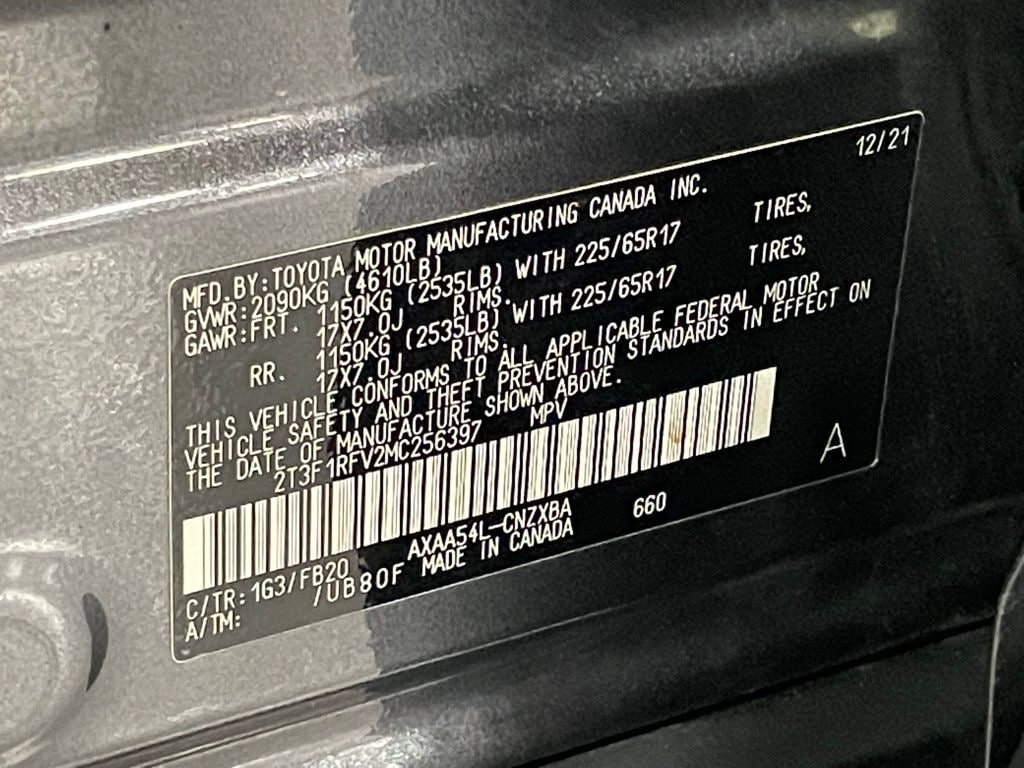 12/21
MFD.BY:TOYOTA MOTOR MANUFACTURING CANADA INC.
GVWR:2090KG (4610LB)
GAWR:FRT. 1150KG (2535LB) WITH 225/65R17 TIRES,
17X7.0J RIMS.
RR. 1150KG (2535LB) WITH 225/65R17 TIRES,
17X7.0J RIMS.
THIS VEHICLE CONFORMS TO ALL APPLICABLE FEDERAL MOTOR
VEHICLE SAFETY AND THEFT PREVENTION STANDARDS IN EFFECT ON
THE DATE OF MANUFACTURE SHOWN ABOVE.
2T3F1RFV2MC256397 MPV
A
AXAA54L-CNZXBA 660
C/TR:1G3/FB20 MADE IN CANADA
A/TM: /UB80F